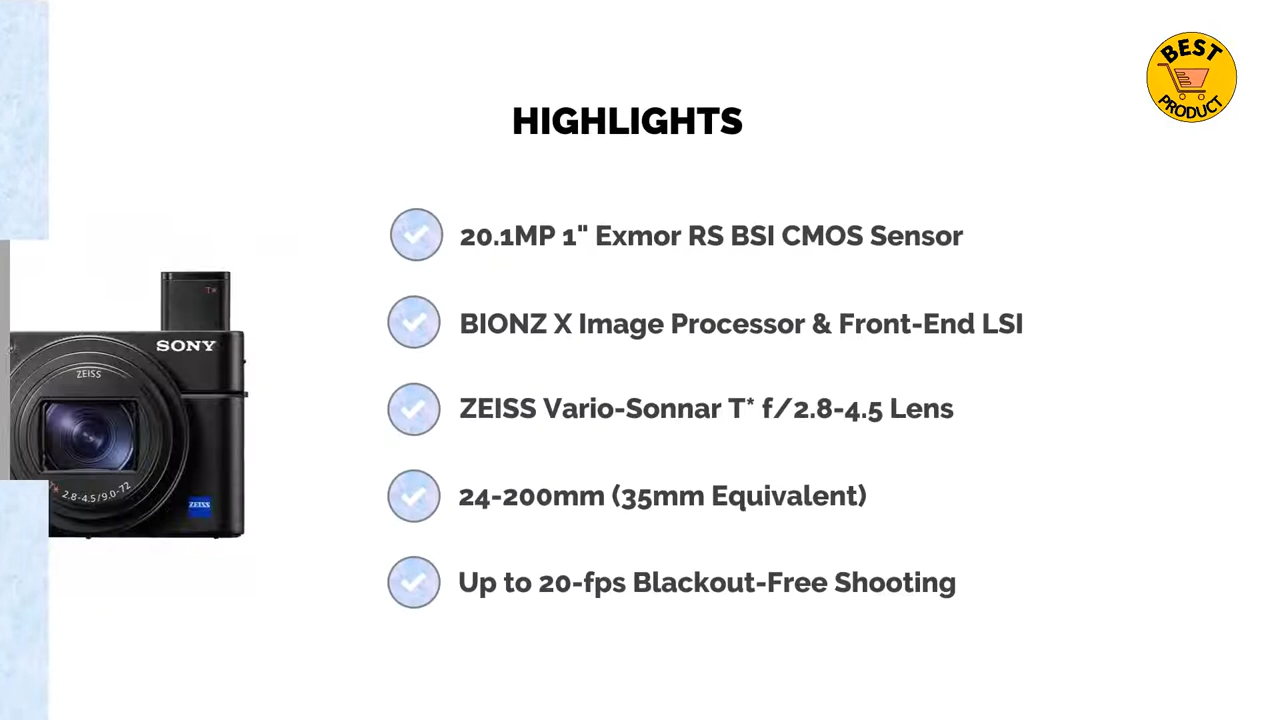 BEST
PRODUCT
HIGHLIGHTS
20.1MP 1" Exmor RS BSI CMOS Sensor
BIONZ X Image Processor & Front-End LSI
ZEISS Vario-Sonnar T* f/2.8-4.5 Lens
24-200mm (35mm Equivalent)
Up to 20-fps Blackout-Free Shooting
T*
SONY
ZEISS
T* 2.8-4.5/9.0-72
ZEISS